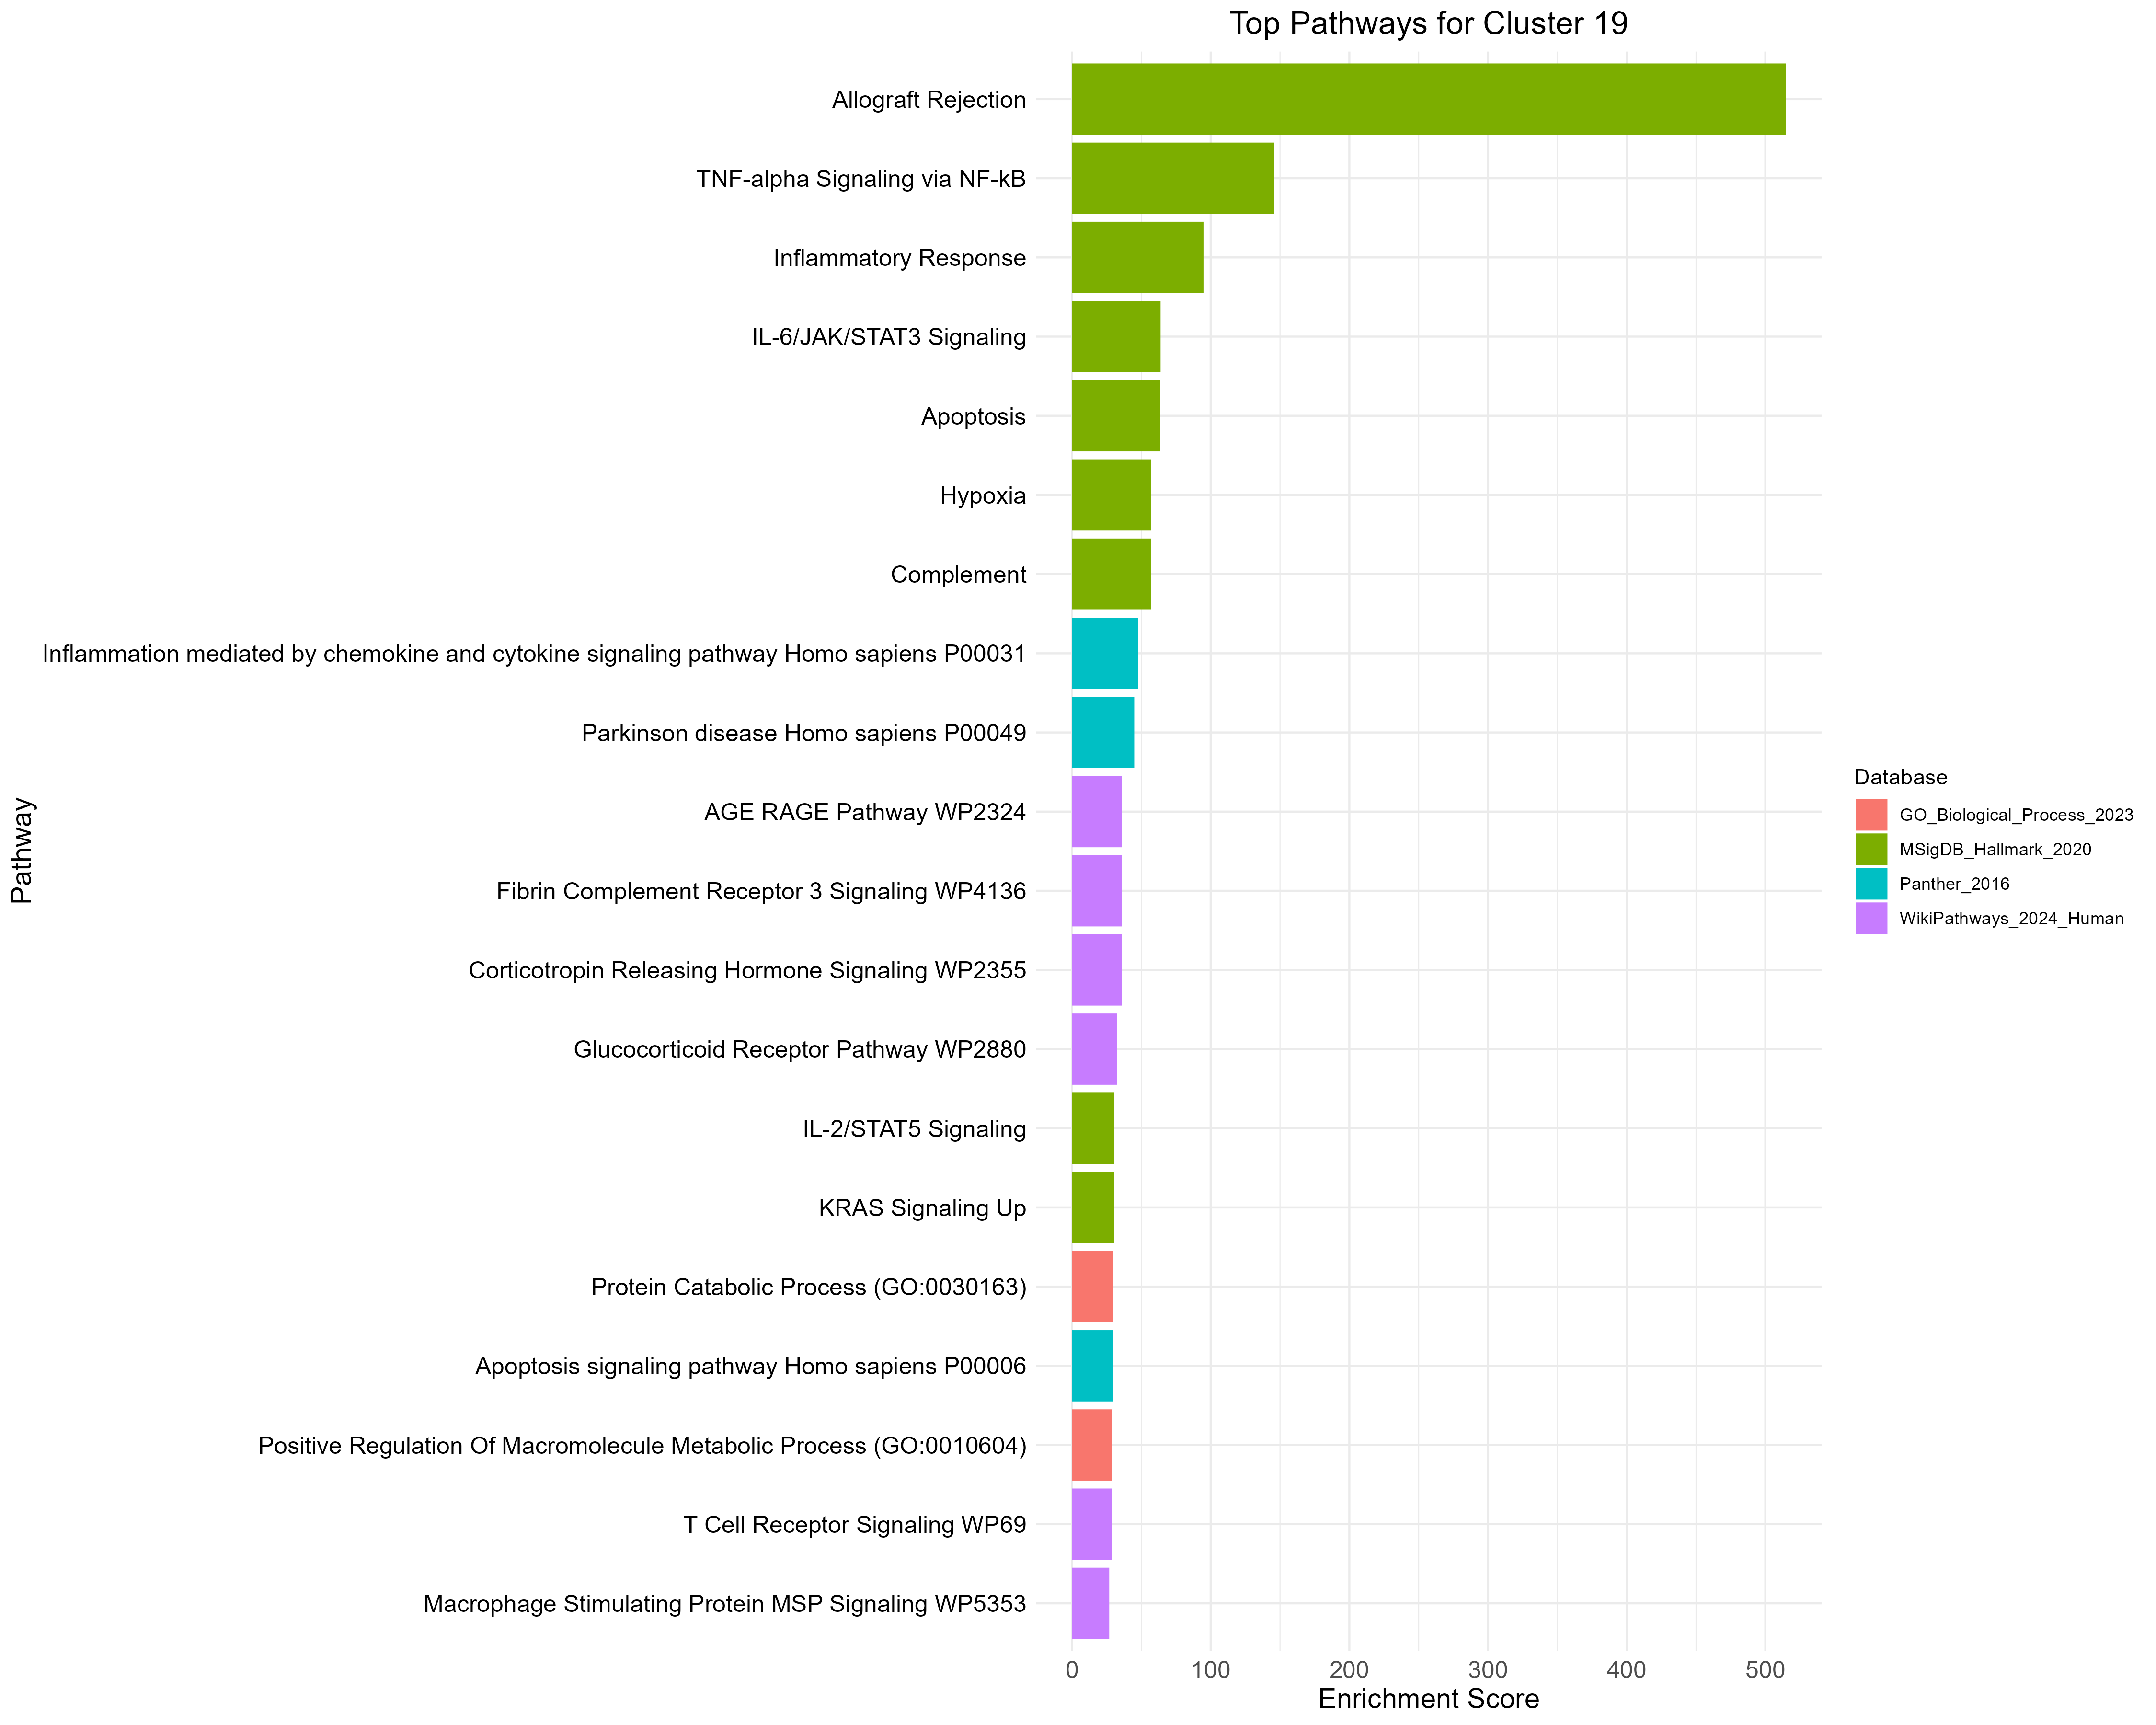 Top Pathways for Cluster 19
Pathway
Allograft Rejection
TNF-alpha Signaling via NF-kB
Inflammatory Response
IL-6/JAK/STAT3 Signaling
Apoptosis
Hypoxia
Complement
Inflammation mediated by chemokine and cytokine signaling pathway Homo sapiens P00031
Parkinson disease Homo sapiens P00049
AGE RAGE Pathway WP2324
Fibrin Complement Receptor 3 Signaling WP4136
Corticotropin Releasing Hormone Signaling WP2355
Glucocorticoid Receptor Pathway WP2880
IL-2/STAT5 Signaling
KRAS Signaling Up
Protein Catabolic Process (GO:0030163)
Apoptosis signaling pathway Homo sapiens P00006
Positive Regulation Of Macromolecule Metabolic Process (GO:0010604)
T Cell Receptor Signaling WP69
Macrophage Stimulating Protein MSP Signaling WP5353
0 100 200 300 400 500
Enrichment Score
Database
GO_Biological_Process_2023
MSigDB_Hallmark_2020
Panther_2016
WikiPathways_2024_Human